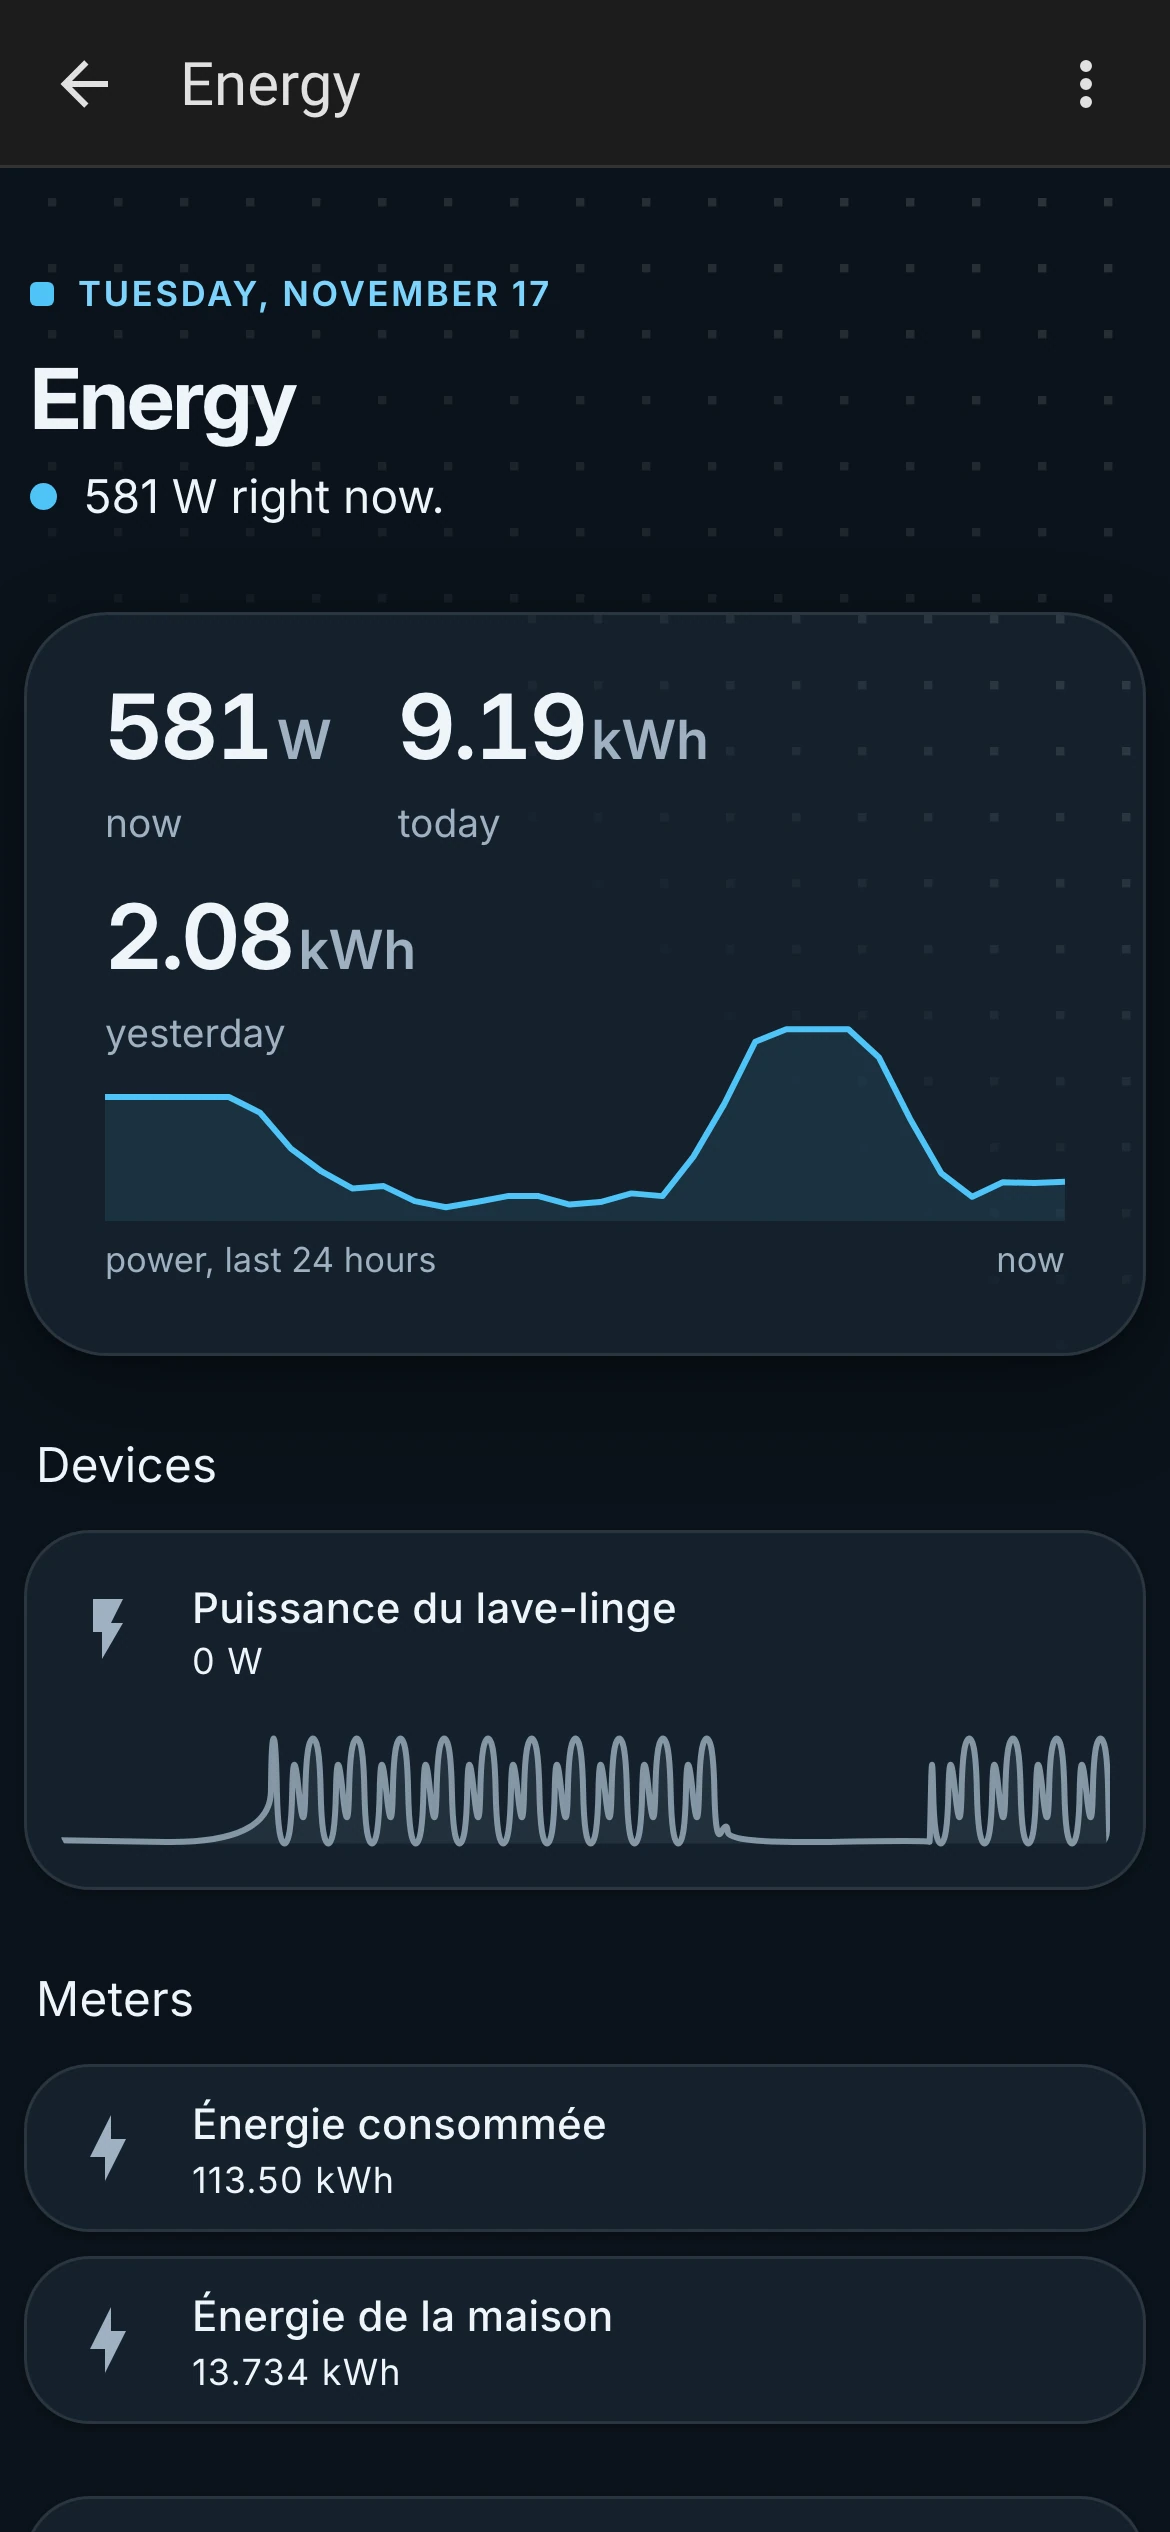 Energy
TUESDAY, NOVEMBER 17
Energy
581 W right now.
581 W 9.19 kWh
now today
2.08 kWh
yesterday
power, last 24 hours now
Devices
Puissance du lave-linge
0 W
Meters
Énergie consommée
113.50 kWh
Énergie de la maison
13.734 kWh